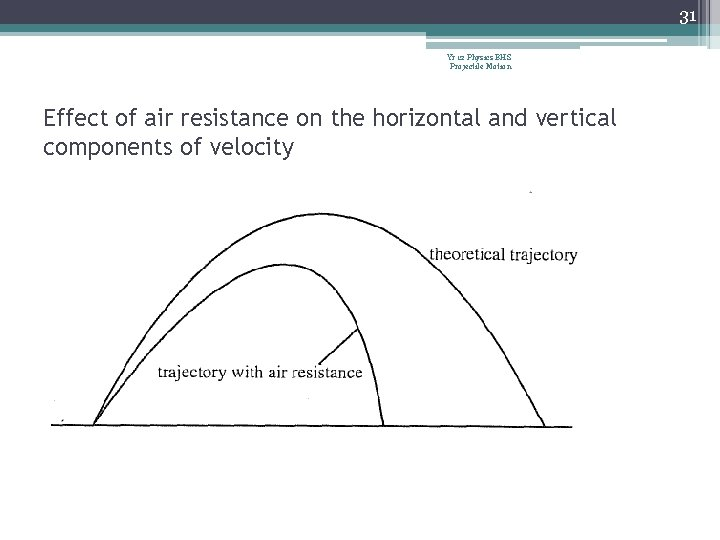 31
Yr 12 Physics BHS
Projectile Motion
Effect of air resistance on the horizontal and vertical
components of velocity
theoretical trajectory
trajectory with air resistance